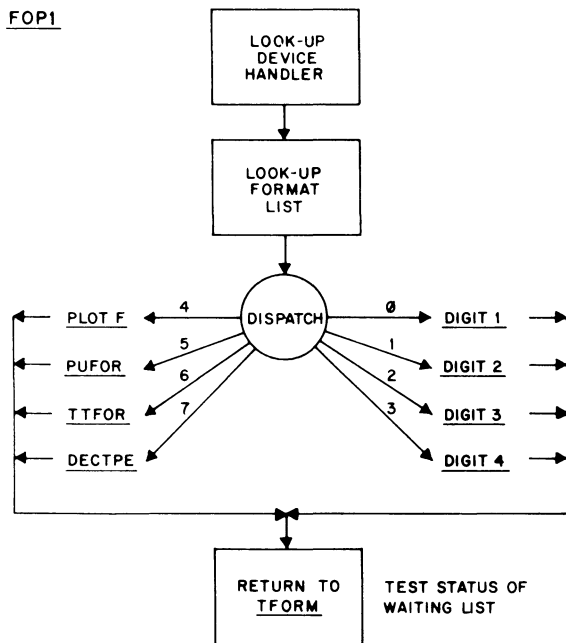 FOP1
LOOK-UP
DEVICE
HANDLER
LOOK-UP
FORMAT
LIST
DISPATCH
4
5
6
7
Ø
1
2
3
PLOT F
PUFOR
TTFOR
DECTPE
DIGIT 1
DIGIT 2
DIGIT 3
DIGIT 4
RETURN TO
TFORM
TEST STATUS OF
WAITING LIST